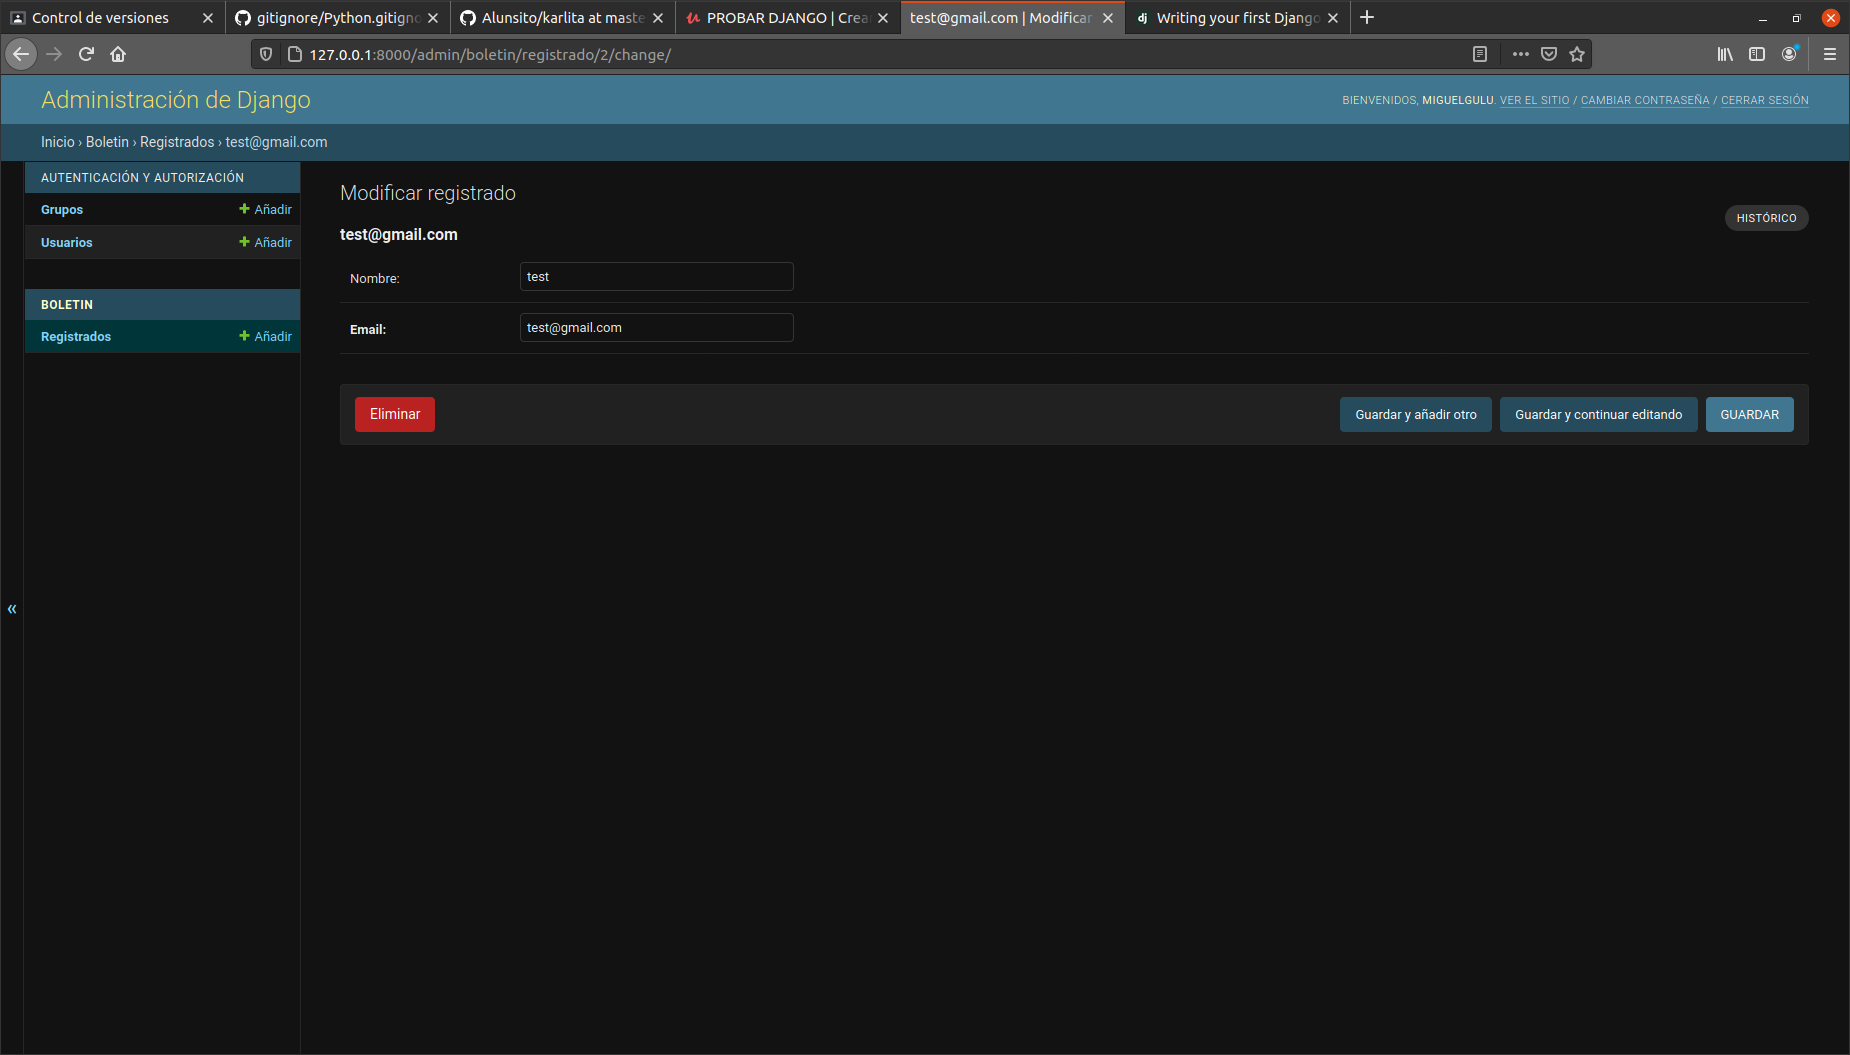 Control de versiones
gitignore/Python.gitigno
Alunsito/karlita at maste
PROBAR DJANGO | Crea
test@gmail.com | Modificar
dj Writing your first Django
127.0.0.1:8000/admin/boletin/registrado/2/change/
Administración de Django
BIENVENIDOS, MIGUELGULU. VER EL SITIO / CAMBIAR CONTRASEÑA / CERRAR SESIÓN
Inicio › Boletin › Registrados › test@gmail.com
AUTENTICACIÓN Y AUTORIZACIÓN
Grupos Añadir
Usuarios Añadir
BOLETIN
Registrados Añadir
«
Modificar registrado
HISTÓRICO
test@gmail.com
Nombre: test
Email: test@gmail.com
Eliminar
Guardar y añadir otro
Guardar y continuar editando
GUARDAR